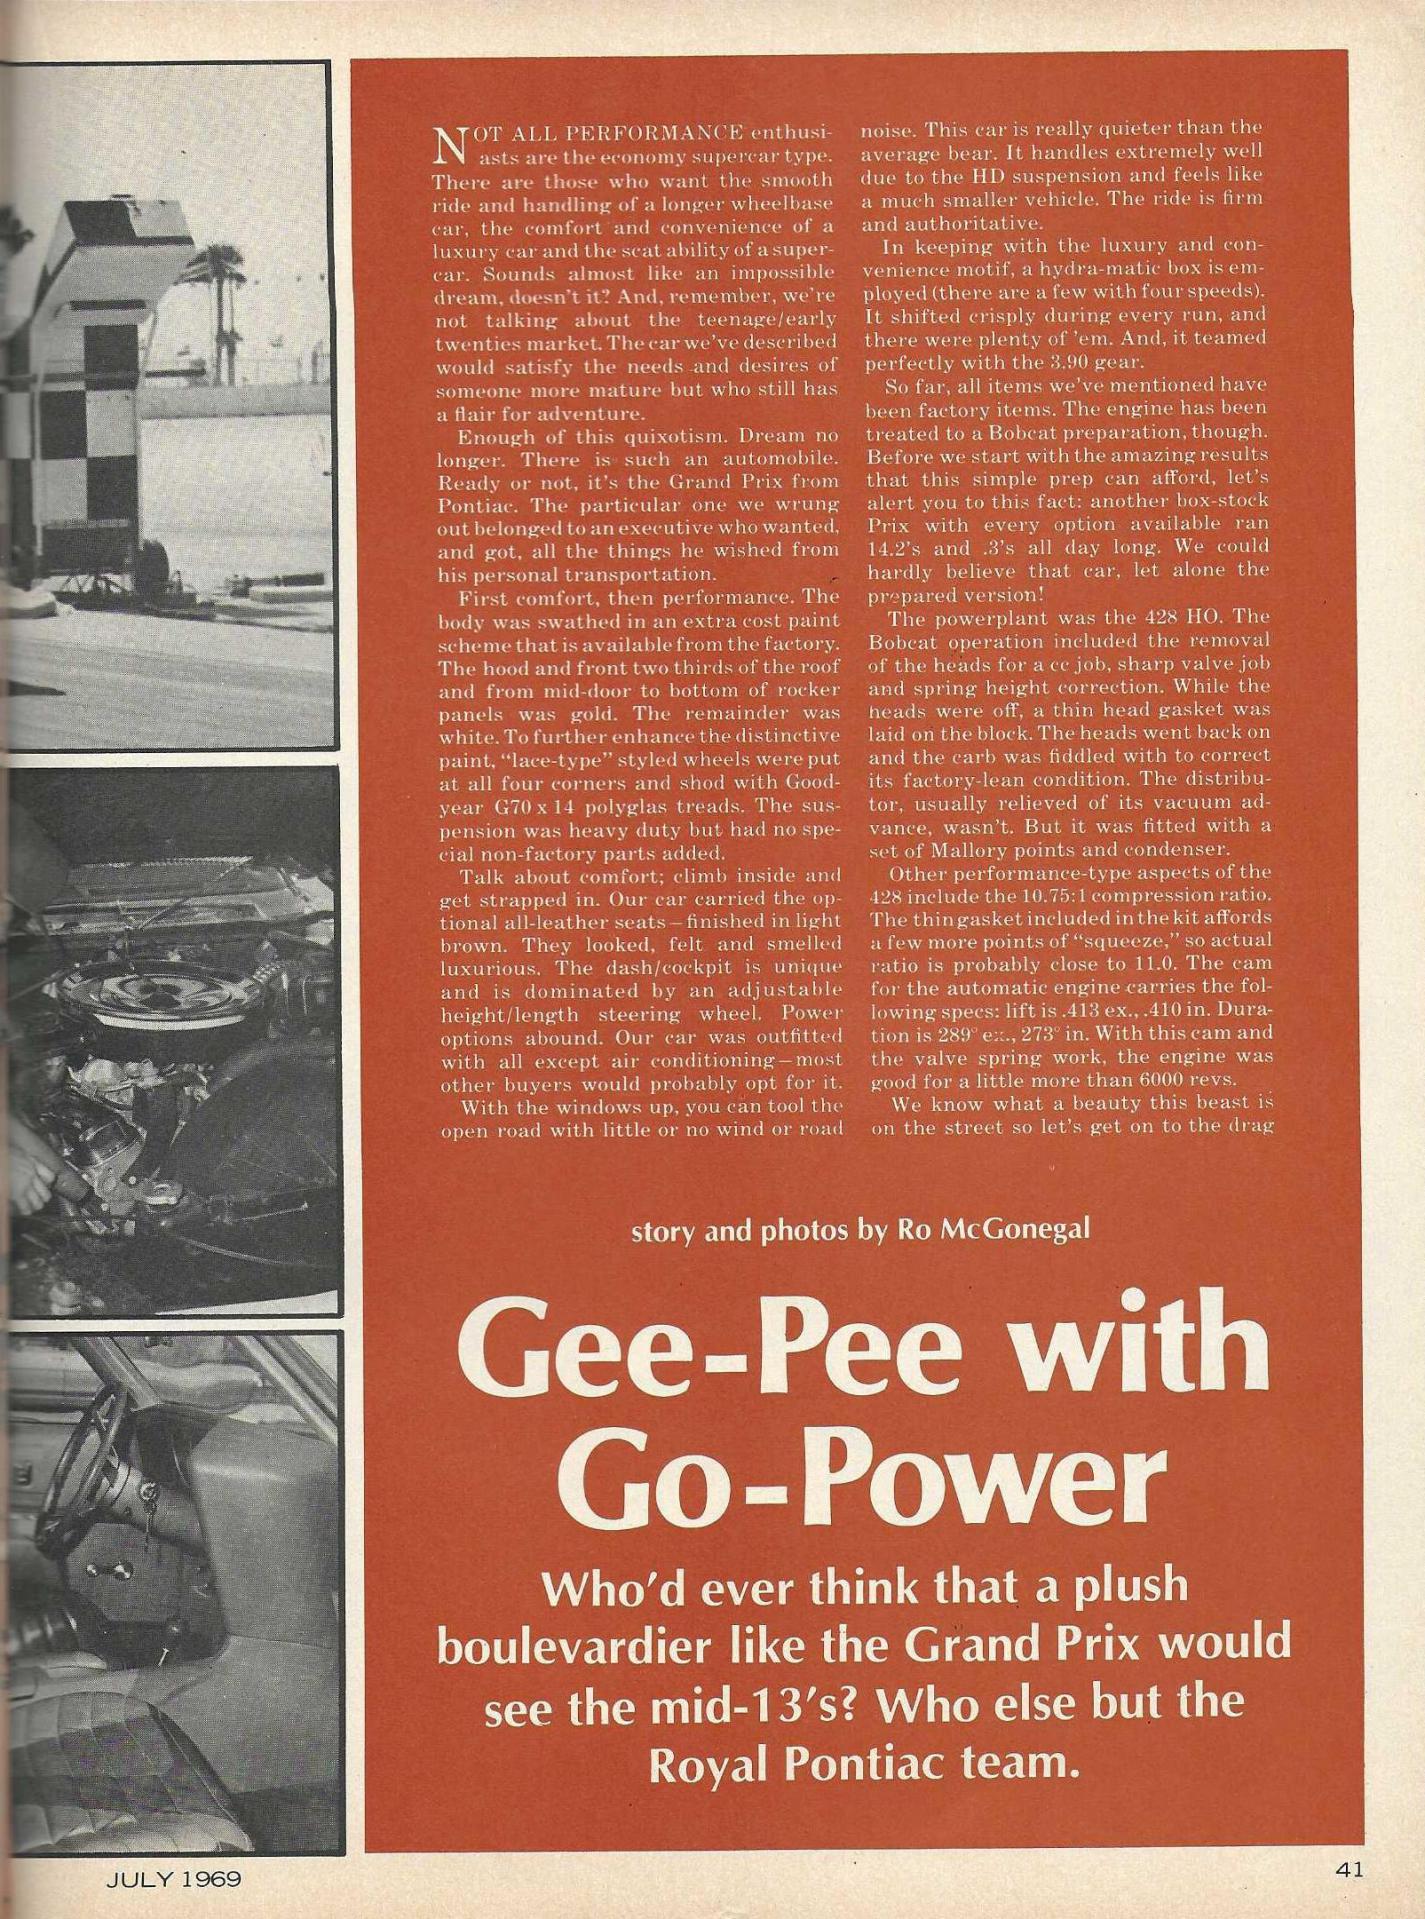 NOT ALL PERFORMANCE enthusi-
asts are the economy supercar type.
There are those who want the smooth
ride and handling of a longer wheelbase
car, the comfort and convenience of a
luxury car and the seat ability of a super-
car. Sounds almost like an impossible
dream, doesn't it? And, remember, we're
not talking about the teenage/early
twenties market. The car we've described
would satisfy the needs and desires of
someone more mature but who still has
a flair for adventure.
Enough of this quixotism. Dream no
longer. There is such an automobile.
Ready or not, it's the Grand Prix from
Pontiac. The particular one we wrung
out belonged to an executive who wanted,
and got, all the things he wished from
his personal transportation.
First comfort, then performance. The
body was swathed in an extra cost paint
scheme that is available from the factory.
The hood and front two thirds of the roof
and from mid-door to bottom of rocker
panels was gold. The remainder was
white. To further enhance the distinctive
paint, "lace-type" styled wheels were put
at all four corners and shod with Good-
year G70 x 14 polyglas treads. The sus-
pension was heavy duty but had no spe-
cial non-factory parts added.
Talk about comfort; climb inside and
get strapped in. Our car carried the op-
tional all-leather seats—finished in light
brown. They looked, felt and smelled
luxurious. The dash/cockpit is unique
and is dominated by an adjustable
height/length steering wheel. Power
options abound. Our car was outfitted
with all except air conditioning—most
other buyers would probably opt for it.
With the windows up, you can tool the
open road with little or no wind or road
noise. This car is really quieter than the
average bear. It handles extremely well
due to the HD suspension and feels like
a much smaller vehicle. The ride is firm
and authoritative.
In keeping with the luxury and con-
venience motif, a hydra-matic box is em-
ployed (there are a few with four speeds).
It shifted crisply during every run, and
there were plenty of 'em. And, it teamed
perfectly with the 3.90 gear.
So far, all items we've mentioned have
been factory items. The engine has been
treated to a Bobcat preparation, though.
Before we start with the amazing results
that this simple prep can afford, let's
alert you to this fact: another box-stock
Prix with every option available ran
14.2's and .3's all day long. We could
hardly believe that car, let alone the
prepared version!
The powerplant was the 428 HO. The
Bobcat operation included the removal
of the heads for a cc job, sharp valve job
and spring height correction. While the
heads were off, a thin head gasket was
laid on the block. The heads went back on
and the carb was fiddled with to correct
its factory-lean condition. The distribu-
tor, usually relieved of its vacuum ad-
vance, wasn't. But it was fitted with a
set of Mallory points and condenser.
Other performance-type aspects of the
428 include the 10.75:1 compression ratio.
The thin gasket included in the kit affords
a few more points of "squeeze," so actual
ratio is probably close to 11.0. The cam
for the automatic engine carries the fol-
lowing specs: lift is .413 ex., .410 in. Dura-
tion is 289° ex., 273° in. With this cam and
the valve spring work, the engine was
good for a little more than 6000 revs.
We know what a beauty this beast is
on the street so let's get on to the drag
story and photos by Ro McGonegal
Gee-Pee with
Go-Power
Who'd ever think that a plush
boulevardier like the Grand Prix would
see the mid-13's? Who else but the
Royal Pontiac team.
JULY 1969
41